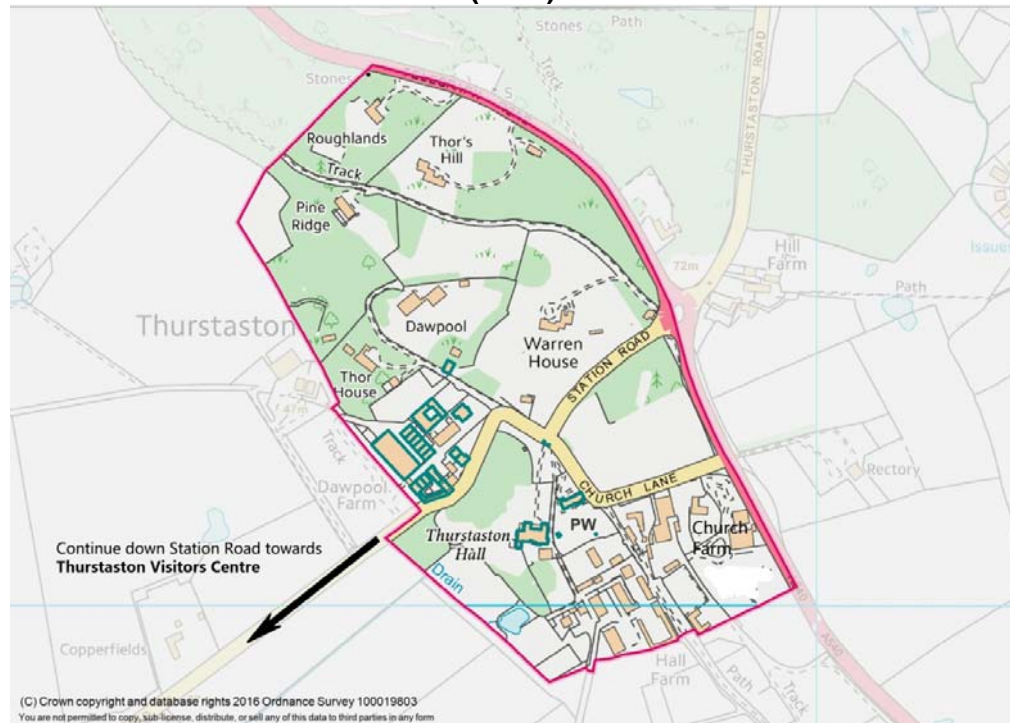 Stones
Path
Track
Stones
THURSTASTON ROAD
Roughlands
Thor's
Hill
Track
Pine
Ridge
Issues
Hill
Farm
72m
Path
Thurstaston
Dawpool
Warren
House
STATION ROAD
Thor
House
47m
Track
Dawpool
Farm
CHURCH LANE
Rectory
Thurstaston
Hall
PW
Church
Farm
Continue down Station Road towards
Thurstaston Visitors Centre
Drain
Copperfields
Hall
Farm
Path
Track
A540
(C) Crown copyright and database rights 2016 Ordnance Survey 100019803
You are not permitted to copy, sub-license, distribute, or sell any of this data to third parties in any form